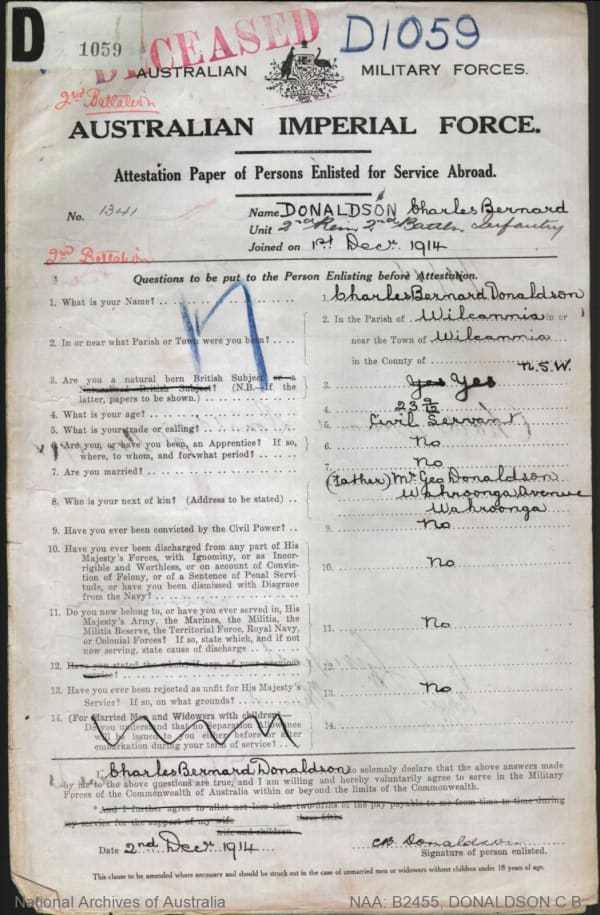 D
1059
DECEASED
D1059
AUSTRALIAN MILITARY FORCES.
2nd Battalion
AUSTRALIAN IMPERIAL FORCE.
Attestation Paper of Persons Enlisted for Service Abroad.
No. 1341
Name DONALDSON Charles Bernard
Unit 2nd Rein 2nd Battln Infantry
Joined on 1st Decr. 1914
2nd Battalion
Questions to be put to the Person Enlisting before Attestation.
1. What is your Name? . . 1. Charles Bernard Donaldson
2. In or near what Parish or Town were you born? . . . . 2. In the Parish of Wilcannia in or
near the Town of Wilcannia
in the County of N.S.W.
3. Are you a natural born British Subject or a
Naturalized British Subject? (N.B.—If the
latter, papers to be shown.) 3. Yes Yes
4. What is your age? 4. 23 9/12
5. What is your trade or calling? 5. Civil Servant
6. Are you, or have you been, an Apprentice? If so,
where, to whom, and for what period? 6. No
7. Are you married? 7. No
8. Who is your next of kin? (Address to be stated) (Father) Mr Geo Donaldson
Wahroonga Avenue
Wahroonga
9. Have you ever been convicted by the Civil Power? 9. No
10. Have you ever been discharged from any part of His
Majesty's Forces, with Ignominy, or as Incor-
rigible and Worthless, or on account of Convic-
tion of Felony, or of a Sentence of Penal Servi-
tude, or have you been dismissed with Disgrace
from the Navy? 10. No
11. Do you now belong to, or have you ever served in, His
Majesty's Army, the Marines, the Militia, the
Militia Reserve, the Territorial Force, Royal Navy,
or Colonial Forces? If so, state which, and if not
now serving, state cause of discharge 11. No
12. Have you stated the whole, if any, of your previous
service? 12.
13. Have you ever been rejected as unfit for His Majesty's
Service? If so, on what grounds? 13. No
14. (For Married Men and Widowers with children—
Do you understand that no Separation Allowance
will be issued to you either before or after
embarkation during your term of service? 14.
I, Charles Bernard Donaldson do solemnly declare that the above answers made
by me to the above questions are true, and I am willing and hereby voluntarily agree to serve in the Military
Forces of the Commonwealth of Australia within or beyond the limits of the Commonwealth.
* And I further agree to allot not less than two-fifths of the pay payable to me from time to time during
my service for the support of my wife three-fifths
wife and children.
Date 2nd Decr. 1914 CB Donaldson
Signature of person enlisted.
This clause to be amended where necessary and should be struck out in the case of unmarried men or widowers without children under 18 years of age.
National Archives of Australia NAA: B2455, DONALDSON C B